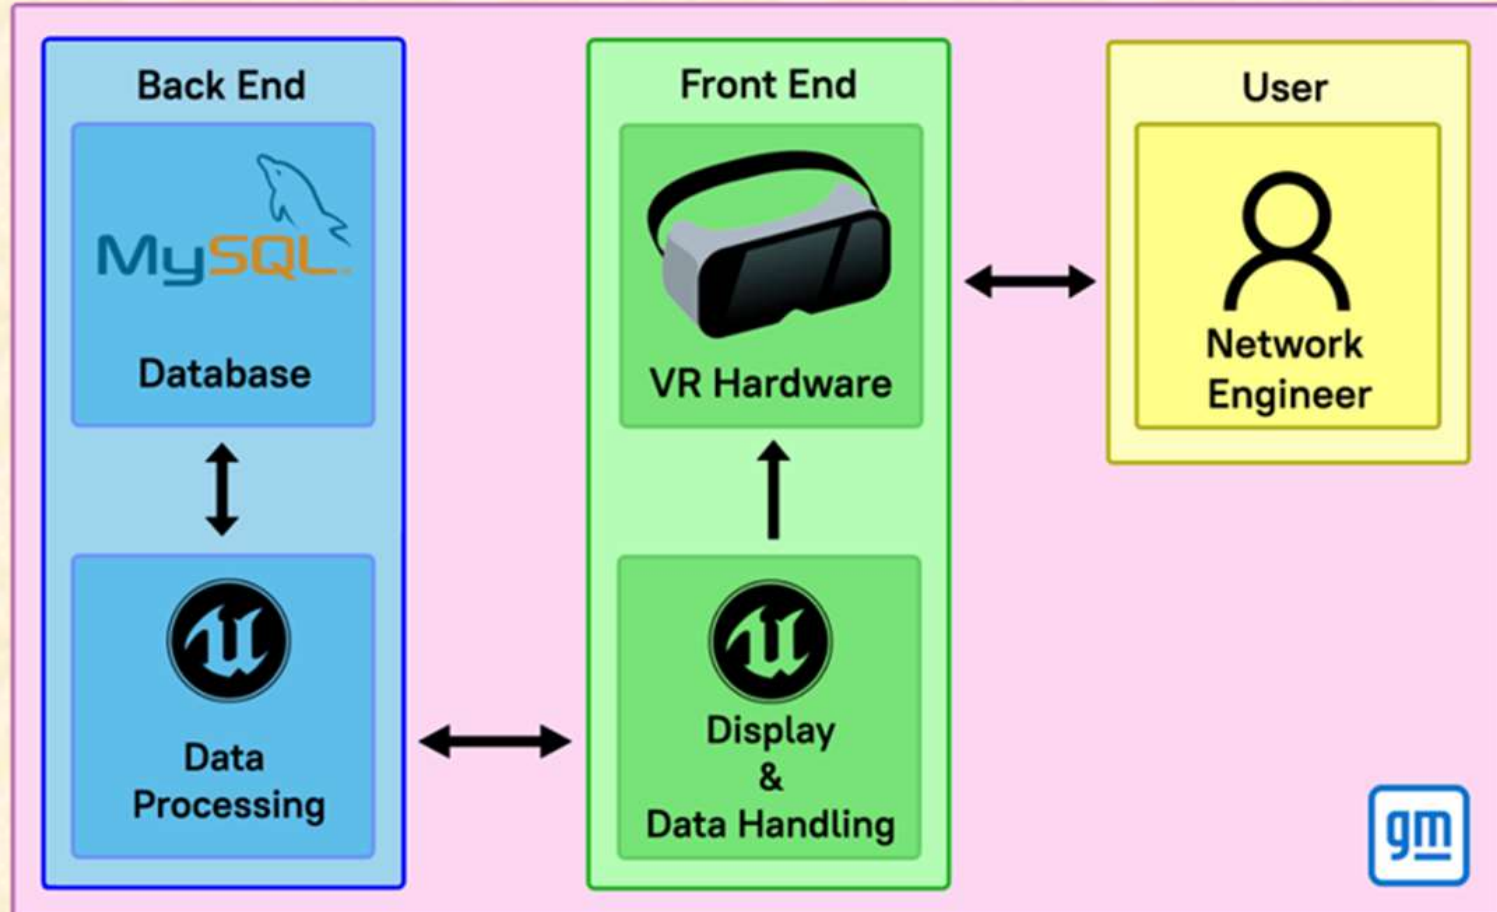 Back End
MySQL
Database
Data
Processing
Front End
VR Hardware
Display
&
Data Handling
User
Network
Engineer
gm